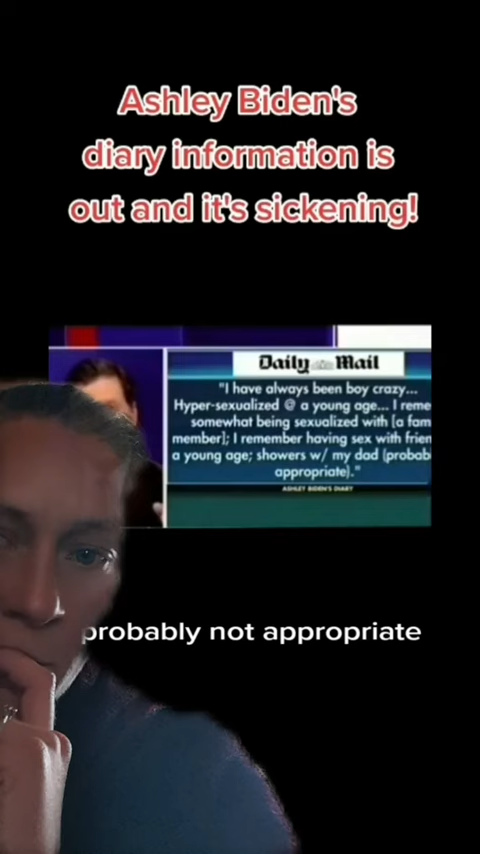 Ashley Biden's
diary information is
out and it's sickening!
Daily Mail
"I have always been boy crazy...
Hyper-sexualized @ a young age... I reme
somewhat being sexualized with [a fam
member]; I remember having sex with frien
a young age; showers w/ my dad (probab
appropriate)."
ASHLEY BIDEN'S DIARY
probably not appropriate